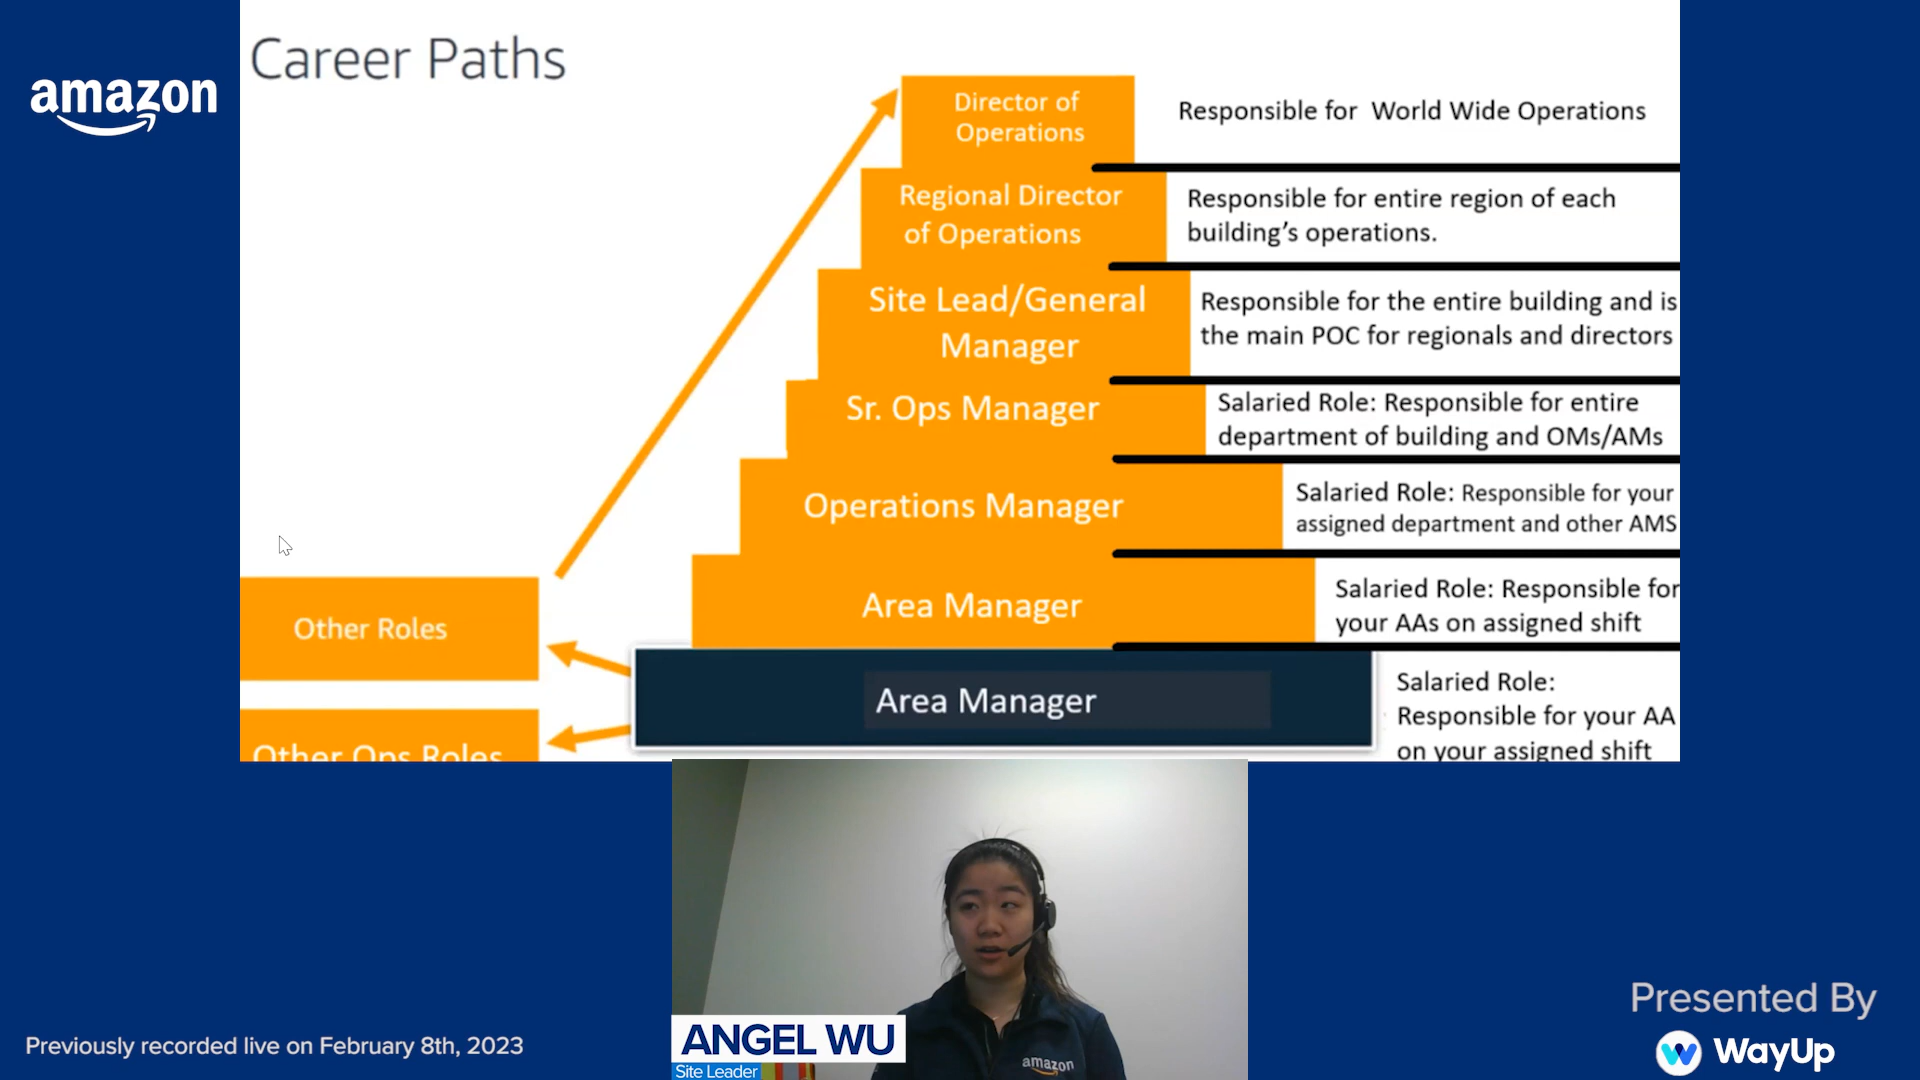 amazon
Career Paths
Director of
Operations
Responsible for World Wide Operations
Regional Director
of Operations
Responsible for entire region of each
building's operations.
Site Lead/General
Manager
Responsible for the entire building and is
the main POC for regionals and directors
Sr. Ops Manager
Salaried Role: Responsible for entire
department of building and OMs/AMs
Operations Manager
Salaried Role: Responsible for your
assigned department and other AMS
Area Manager
Salaried Role: Responsible for
your AAs on assigned shift
Other Roles
Area Manager
Salaried Role:
Responsible for your AA
on your assigned shift
Other Ops Roles
amazon
ANGEL WU
Site Leader
Previously recorded live on February 8th, 2023
Presented By
WayUp